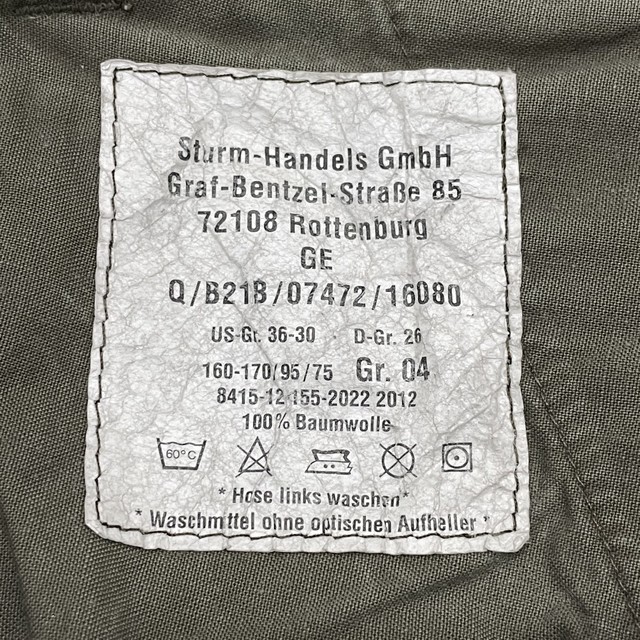 Sturm-Handels GmbH
Graf-Bentzel-Straße 85
72108 Rottenburg
GE
Q/B21B/07472/16080
US-Gr. 36-30 · D-Gr. 26
160-170/95/75 Gr. 04
8415-12 155-2022 2012
100% Baumwolle
60°C
* Hose links waschen*
* Waschmittel ohne optischen Aufheller *